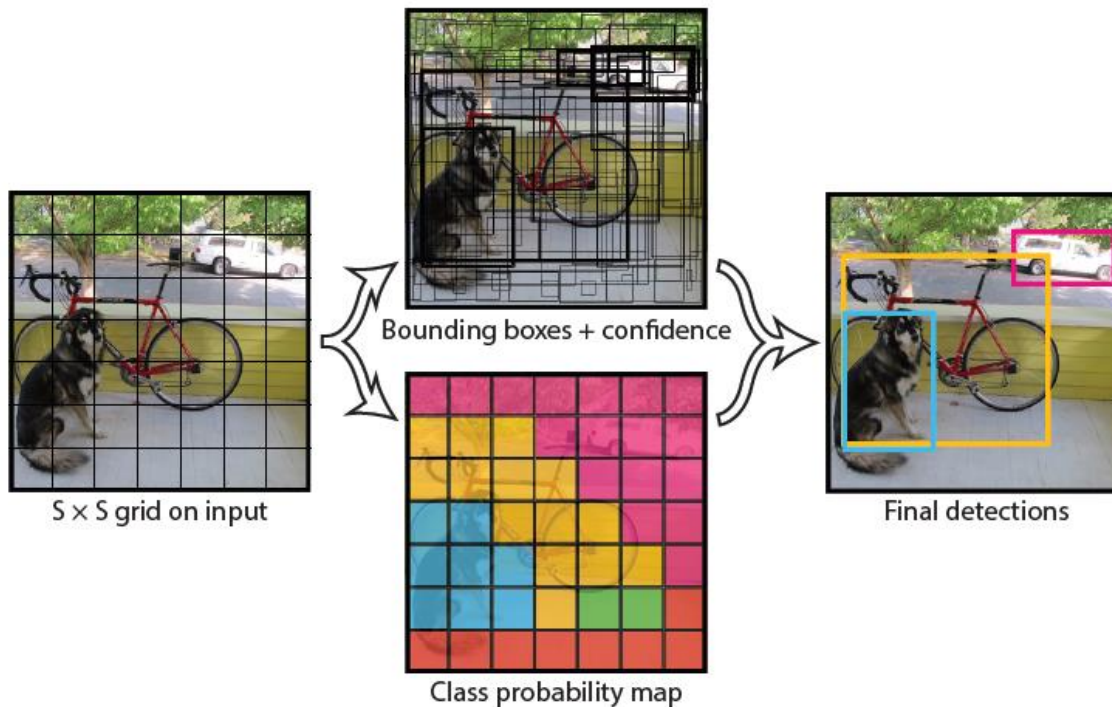 Bounding boxes + confidence
S × S grid on input
Final detections
Class probability map